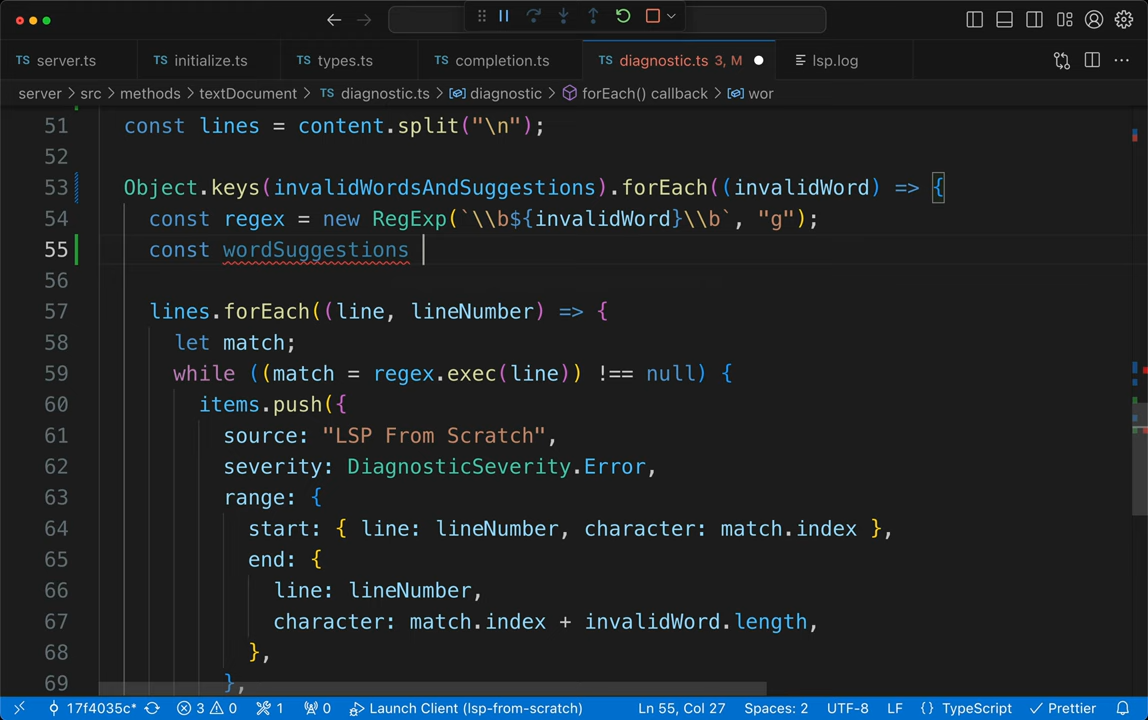 TS server.ts TS initialize.ts TS types.ts TS completion.ts TS diagnostic.ts 3, M lsp.log
server > src > methods > textDocument > TS diagnostic.ts > diagnostic > forEach() callback > wor
51 const lines = content.split("\n");
52
53 Object.keys(invalidWordsAndSuggestions).forEach((invalidWord) => {
54 const regex = new RegExp(`\\b${invalidWord}\\b`, "g");
55 const wordSuggestions
56
57 lines.forEach((line, lineNumber) => {
58 let match;
59 while ((match = regex.exec(line)) !== null) {
60 items.push({
61 source: "LSP From Scratch",
62 severity: DiagnosticSeverity.Error,
63 range: {
64 start: { line: lineNumber, character: match.index },
65 end: {
66 line: lineNumber,
67 character: match.index + invalidWord.length,
68 },
69 },
17f4035c* 3 0 1 0 Launch Client (lsp-from-scratch) Ln 55, Col 27 Spaces: 2 UTF-8 LF {} TypeScript Prettier